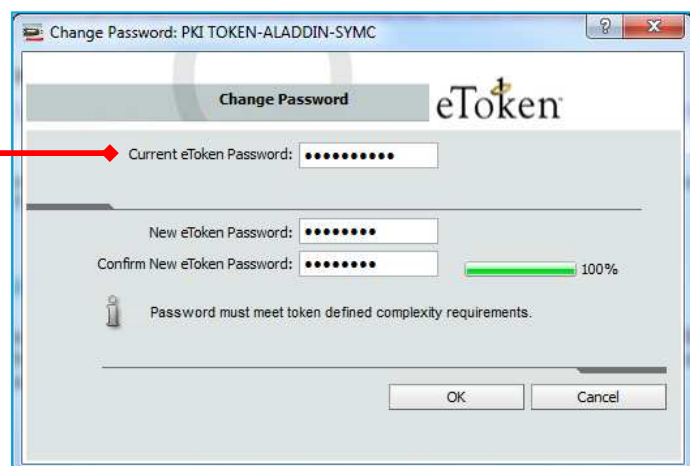 Change Password: PKI TOKEN-ALADDIN-SYMC
Change Password
eToken
Current eToken Password: ••••••••••
New eToken Password: ••••••••
Confirm New eToken Password: ••••••••
100%
Password must meet token defined complexity requirements.
OK Cancel